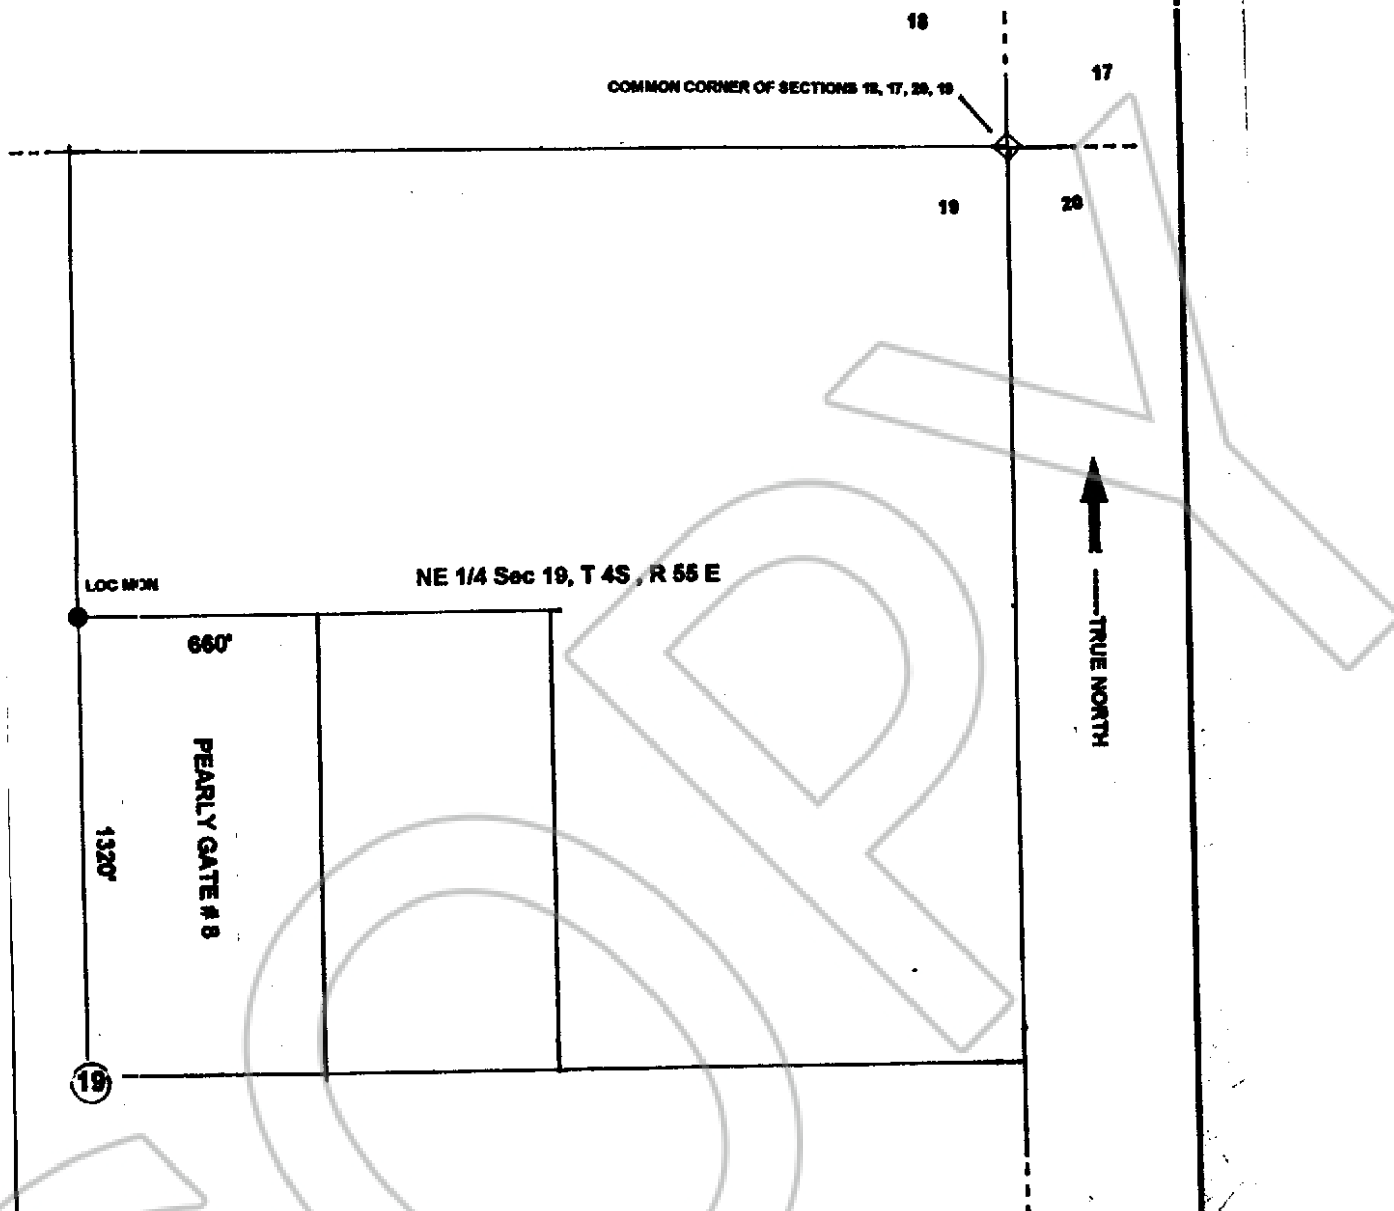 18
17
COMMON CORNER OF SECTIONS 18, 17, 20, 19
19
20
LOC MON
NE 1/4 Sec 19, T 4S , R 55 E
660'
TRUE NORTH
PEARLY GATE # 8
1320'
19
COPY